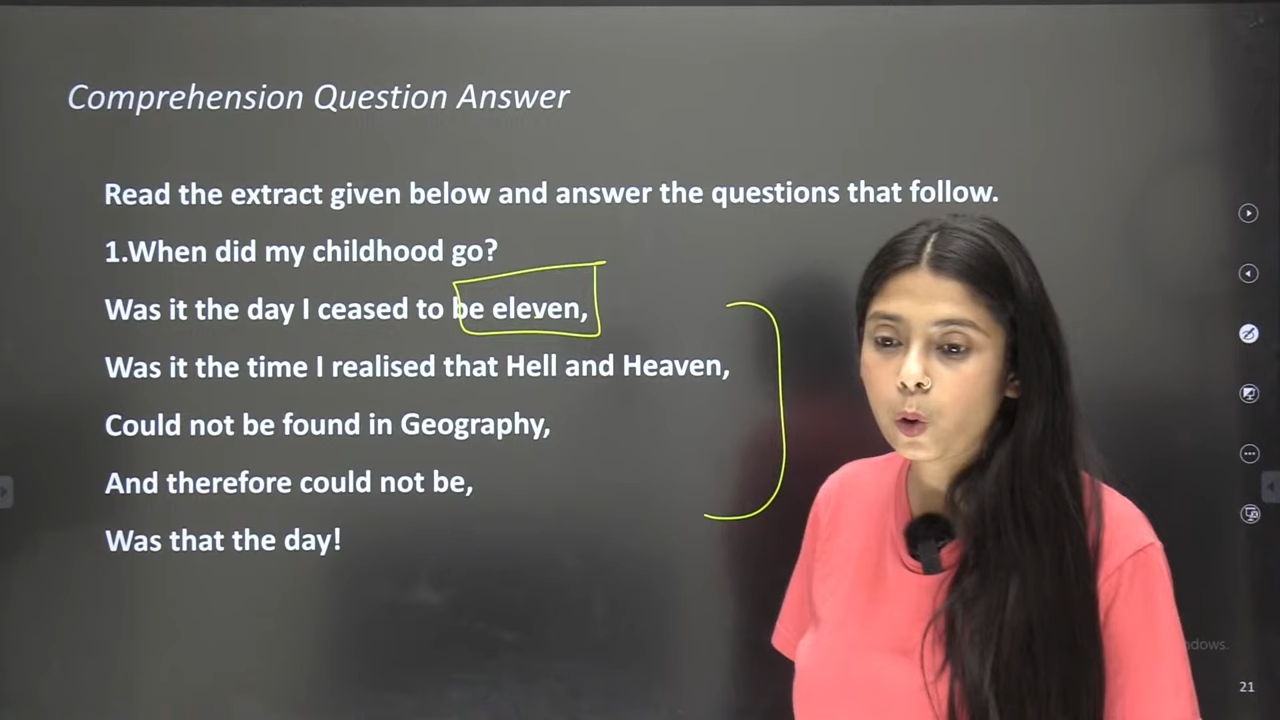 Comprehension Question Answer
Read the extract given below and answer the questions that follow.
1.When did my childhood go?
Was it the day I ceased to be eleven,
Was it the time I realised that Hell and Heaven,
Could not be found in Geography,
And therefore could not be,
Was that the day!
21